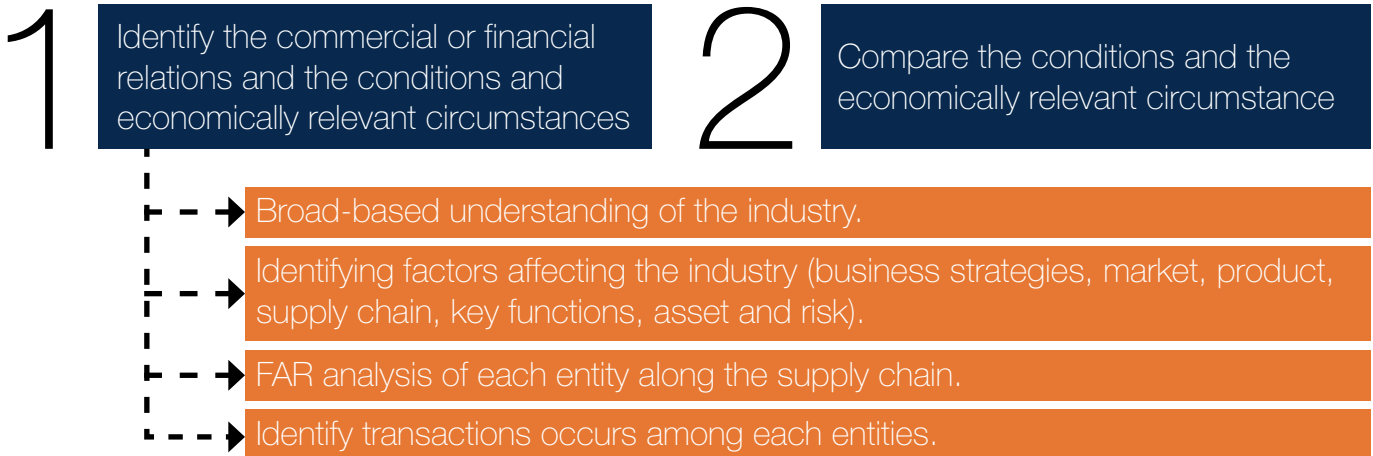 1
Identify the commercial or financial
relations and the conditions and
economically relevant circumstances
2
Compare the conditions and the
economically relevant circumstance
Broad-based understanding of the industry.
Identifying factors affecting the industry (business strategies, market, product,
supply chain, key functions, asset and risk).
FAR analysis of each entity along the supply chain.
Identify transactions occurs among each entities.